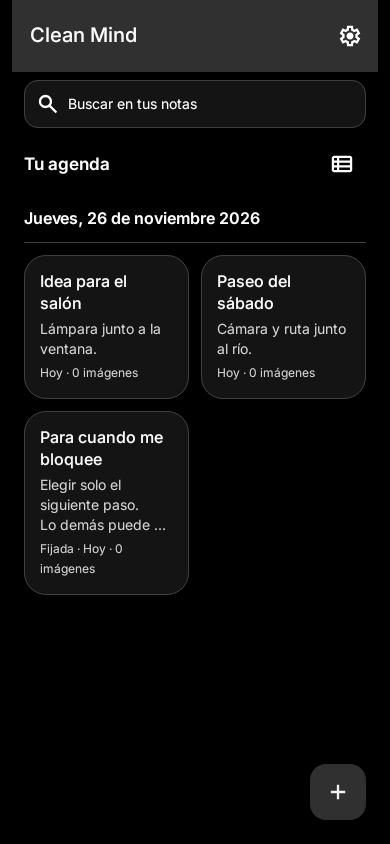 Clean Mind
Buscar en tus notas
Tu agenda
Jueves, 26 de noviembre 2026
Idea para el
salón
Lámpara junto a la
ventana.
Hoy · 0 imágenes
Paseo del
sábado
Cámara y ruta junto
al río.
Hoy · 0 imágenes
Para cuando me
bloquee
Elegir solo el
siguiente paso.
Lo demás puede ...
Fijada · Hoy · 0
imágenes